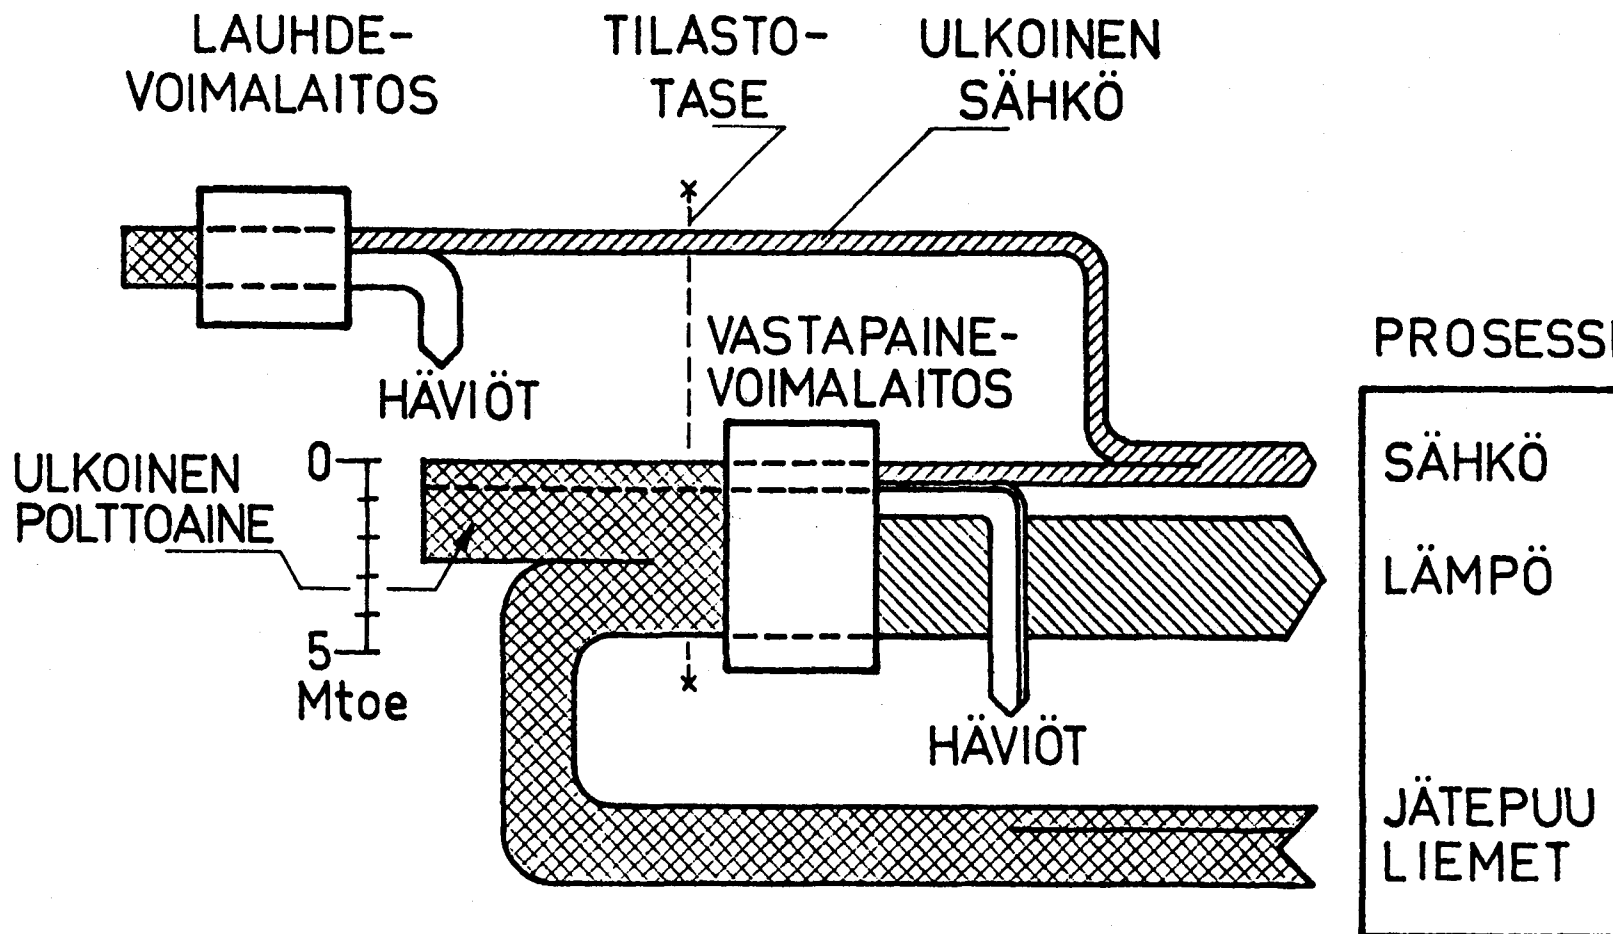 LAUHDE-
VOIMALAITOS
TILASTO-
TASE
ULKOINEN
SÄHKÖ
HÄVIÖT
VASTAPAINE-
VOIMALAITOS
PROSESSI
ULKOINEN
POLTTOAINE
0
5
Mtoe
SÄHKÖ
LÄMPÖ
HÄVIÖT
JÄTEPUU
LIEMET